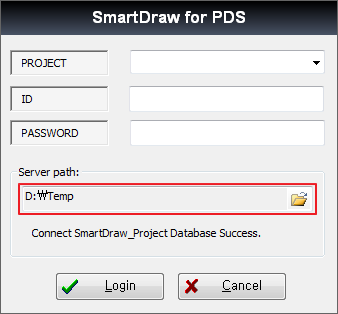 SmartDraw for PDS
PROJECT
ID
PASSWORD
Server path:
D:₩Temp
Connect SmartDraw_Project Database Success.
Login
Cancel